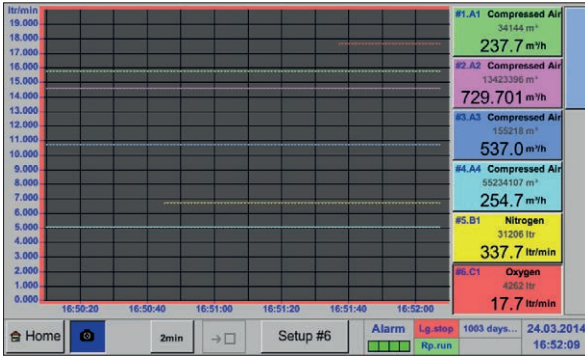 ltr/min
19.000
18.000
17.000
16.000
15.000
14.000
13.000
12.000
11.000
10.000
9.000
8.000
7.000
6.000
5.000
4.000
3.000
2.000
1.000
0.000
16:50:20 16:50:40 16:51:00 16:51:20 16:51:40 16:52:00
#1.A1 Compressed Air
34144 m³
237.7 m³/h
#2.A2 Compressed Air
13423396 m³
729.701 m³/h
#3.A3 Compressed Air
155218 m³
537.0 m³/h
#4.A4 Compressed Air
55234107 m³
254.7 m³/h
#5.B1 Nitrogen
31206 ltr
337.7 ltr/min
#6.C1 Oxygen
4262 ltr
17.7 ltr/min
Home
2min
Setup #6
Alarm
Lg.stop
Rp.run
1003 days...
24.03.2014
16:52:09